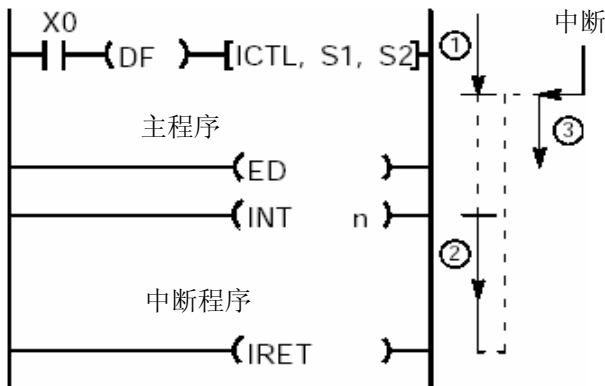 X0
中断
(DF) [ICTL, S1, S2] ①
主程序
③
(ED)
(INT n)
②
中断程序
(IRET)